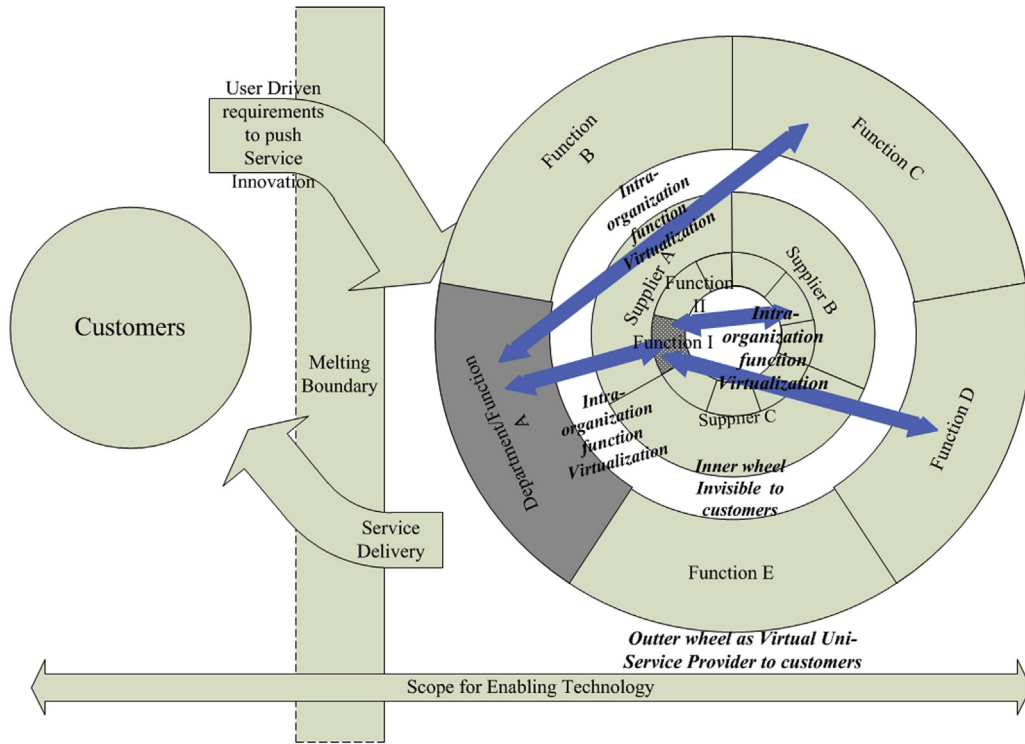 User Driven
requirements
to push
Service
Innovation
Customers
Melting
Boundary
Service
Delivery
Function
B
Function C
Function D
Function E
Department/Function
A
Intra-
organization
function
Virtualization
Supplier A
Supplier B
Supplier C
Function
II
Function I
Intra-
organization
function
Virtualization
Intra-
organization
function
Virtualization
Inner wheel
Invisible to
customers
Outter wheel as Virtual Uni-
Service Provider to customers
Scope for Enabling Technology